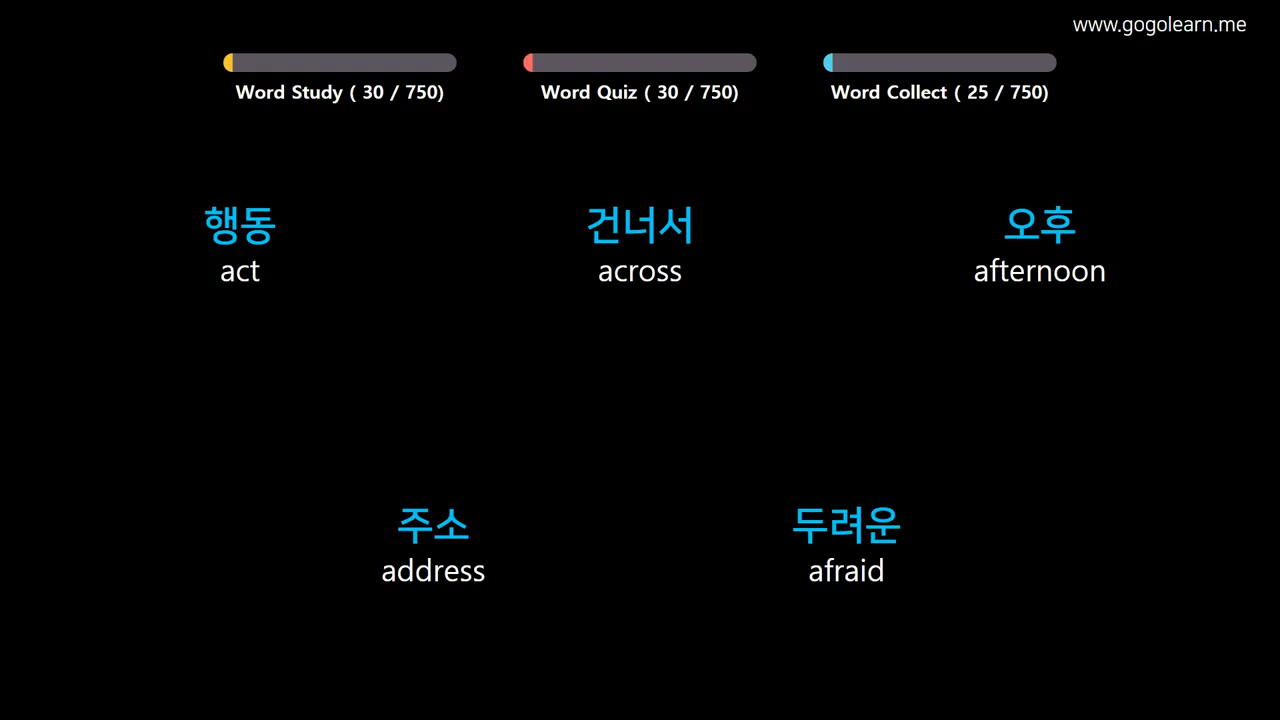 www.gogolearn.me
Word Study ( 30 / 750)
Word Quiz ( 30 / 750)
Word Collect ( 25 / 750)
행동
act
건너서
across
오후
afternoon
주소
address
두려운
afraid